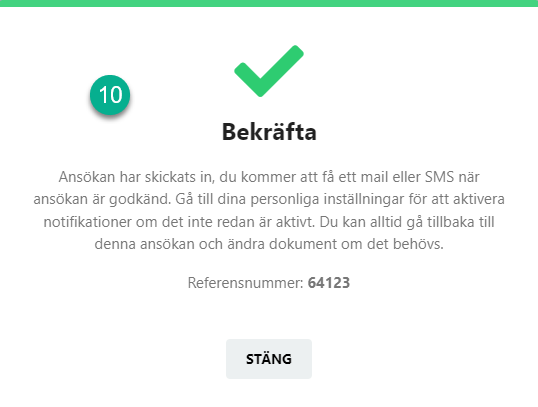 10
Bekräfta
Ansökan har skickats in, du kommer att få ett mail eller SMS när
ansökan är godkänd. Gå till dina personliga inställningar för att aktivera
notifikationer om det inte redan är aktivt. Du kan alltid gå tillbaka till
denna ansökan och ändra dokument om det behövs.
Referensnummer: 64123
STÄNG